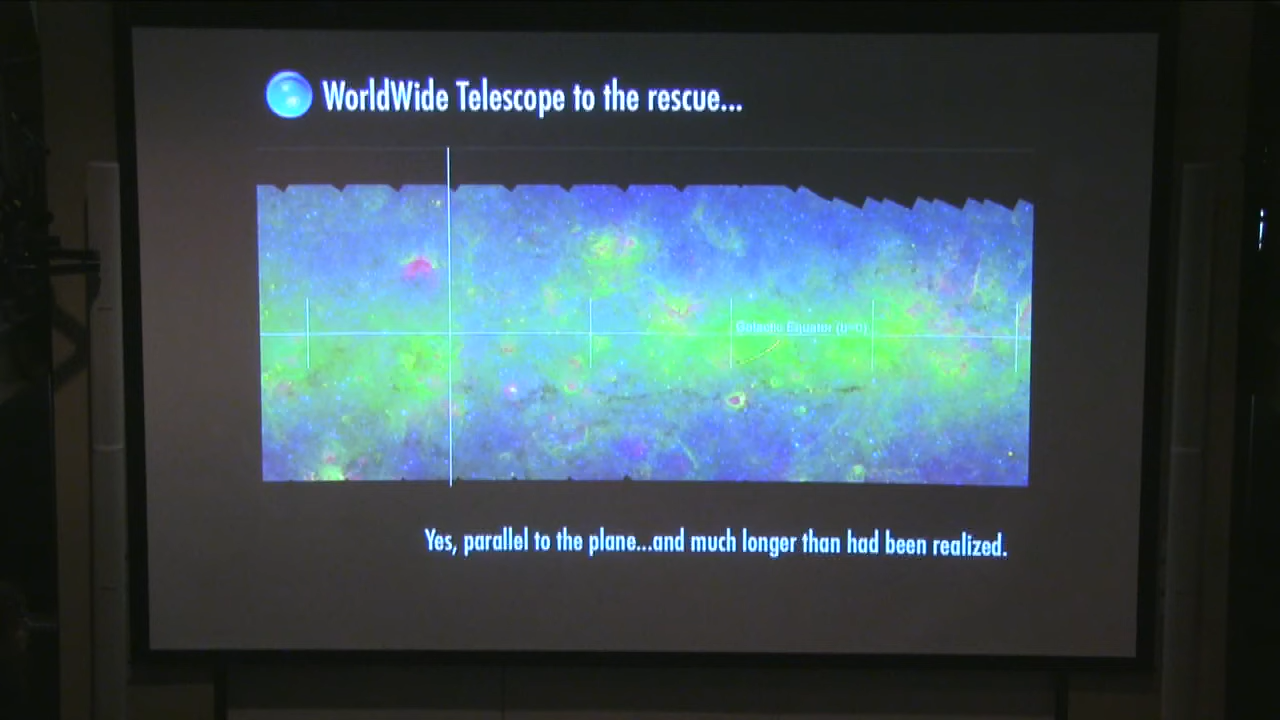 WorldWide Telescope to the rescue...
Galactic Equator (b=0)
Yes, parallel to the plane...and much longer than had been realized.